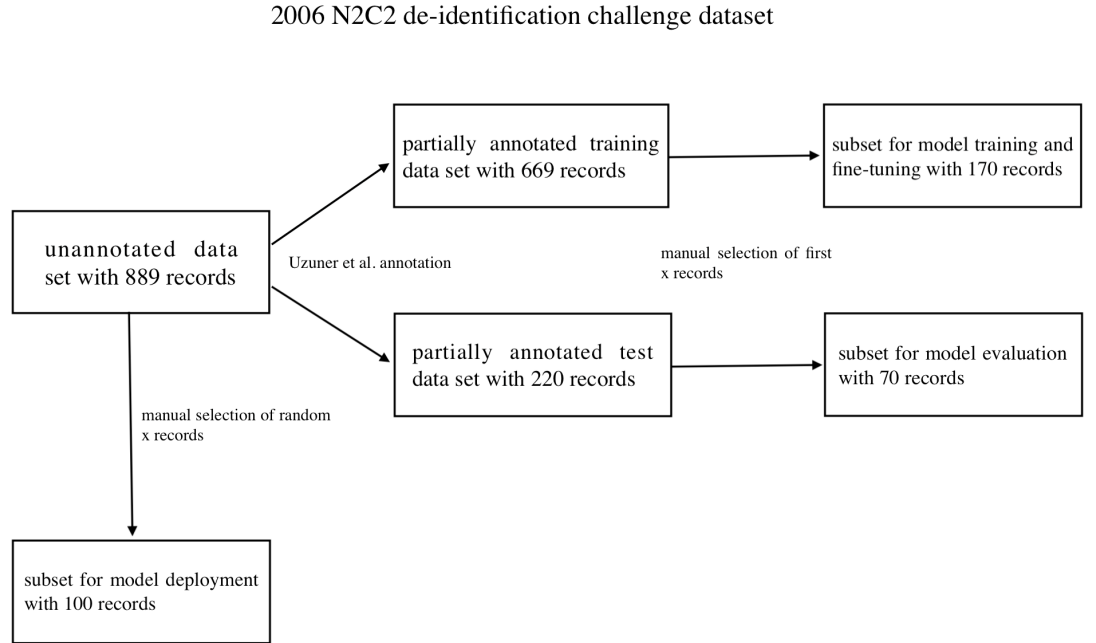 2006 N2C2 de-identification challenge dataset
partially annotated training
data set with 669 records
subset for model training and
fine-tuning with 170 records
unannotated data
set with 889 records
Uzuner et al. annotation
manual selection of first
x records
partially annotated test
data set with 220 records
subset for model evaluation
with 70 records
manual selection of random
x records
subset for model deployment
with 100 records